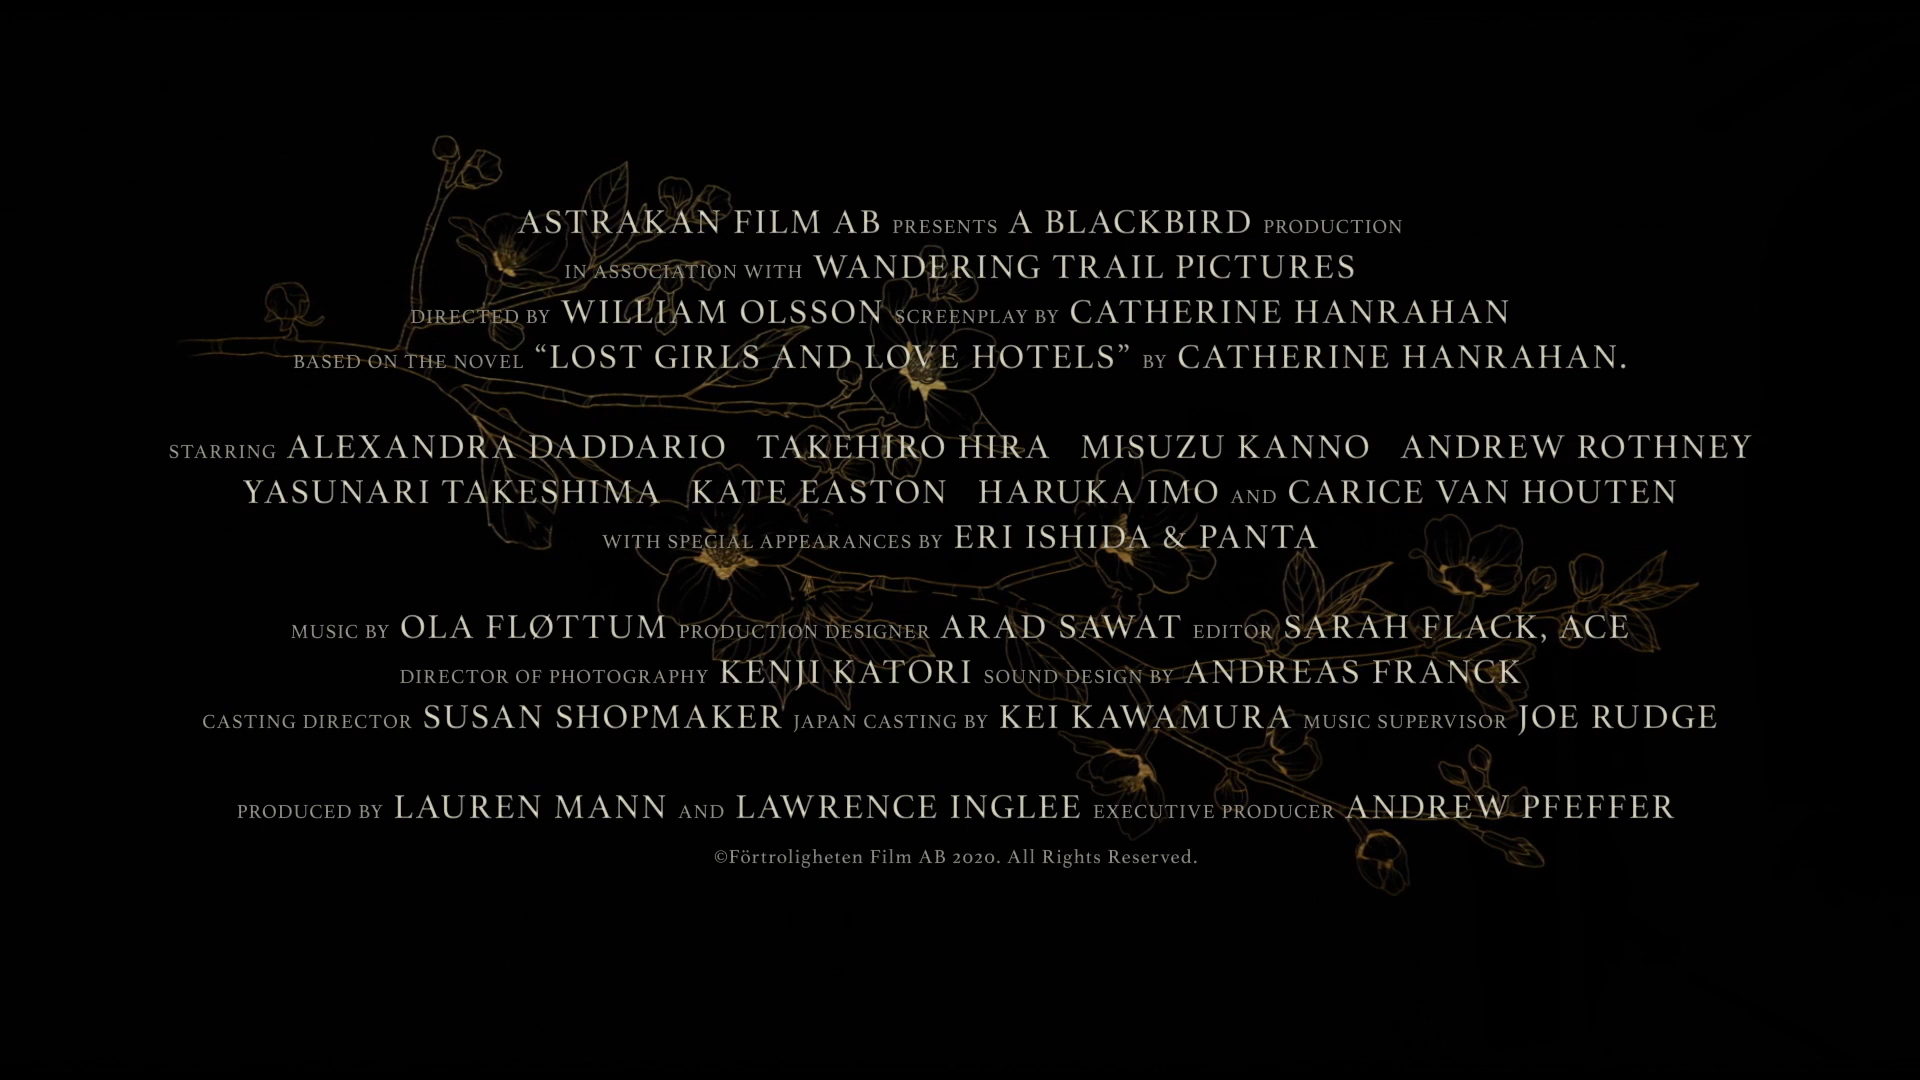 ASTRAKAN FILM AB PRESENTS A BLACKBIRD PRODUCTION
IN ASSOCIATION WITH WANDERING TRAIL PICTURES
DIRECTED BY WILLIAM OLSSON SCREENPLAY BY CATHERINE HANRAHAN
BASED ON THE NOVEL “LOST GIRLS AND LOVE HOTELS” BY CATHERINE HANRAHAN.
STARRING ALEXANDRA DADDARIO TAKEHIRO HIRA MISUZU KANNO ANDREW ROTHNEY
YASUNARI TAKESHIMA KATE EASTON HARUKA IMO AND CARICE VAN HOUTEN
WITH SPECIAL APPEARANCES BY ERI ISHIDA & PANTA
MUSIC BY OLA FLØTTUM PRODUCTION DESIGNER ARAD SAWAT EDITOR SARAH FLACK, ACE
DIRECTOR OF PHOTOGRAPHY KENJI KATORI SOUND DESIGN BY ANDREAS FRANCK
CASTING DIRECTOR SUSAN SHOPMAKER JAPAN CASTING BY KEI KAWAMURA MUSIC SUPERVISOR JOE RUDGE
PRODUCED BY LAUREN MANN AND LAWRENCE INGLEE EXECUTIVE PRODUCER ANDREW PFEFFER
©Förtroligheten Film AB 2020. All Rights Reserved.